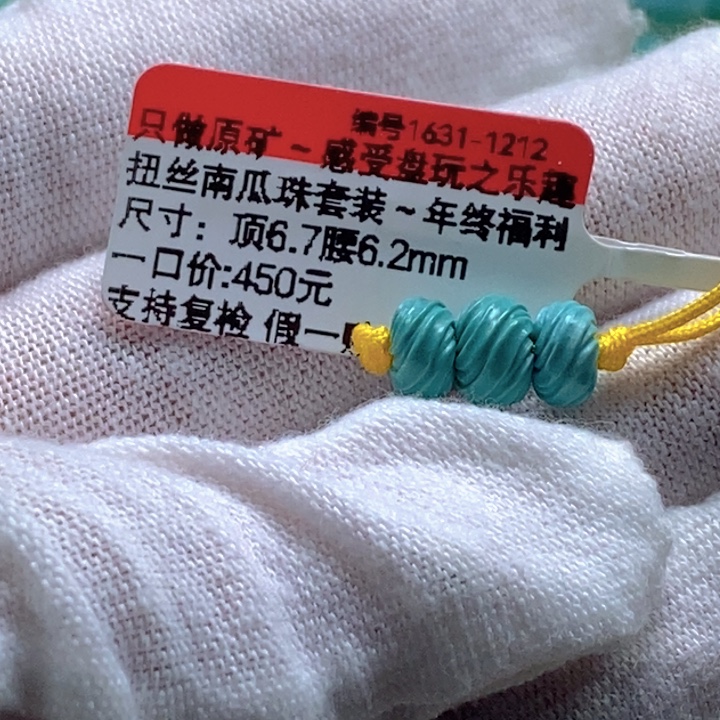 编号1631-1212
只做原矿~感受盘玩之乐趣
扭丝南瓜珠套装~年终福利
尺寸：顶6.7腰6.2mm
一口价:450元
支持复检 假一